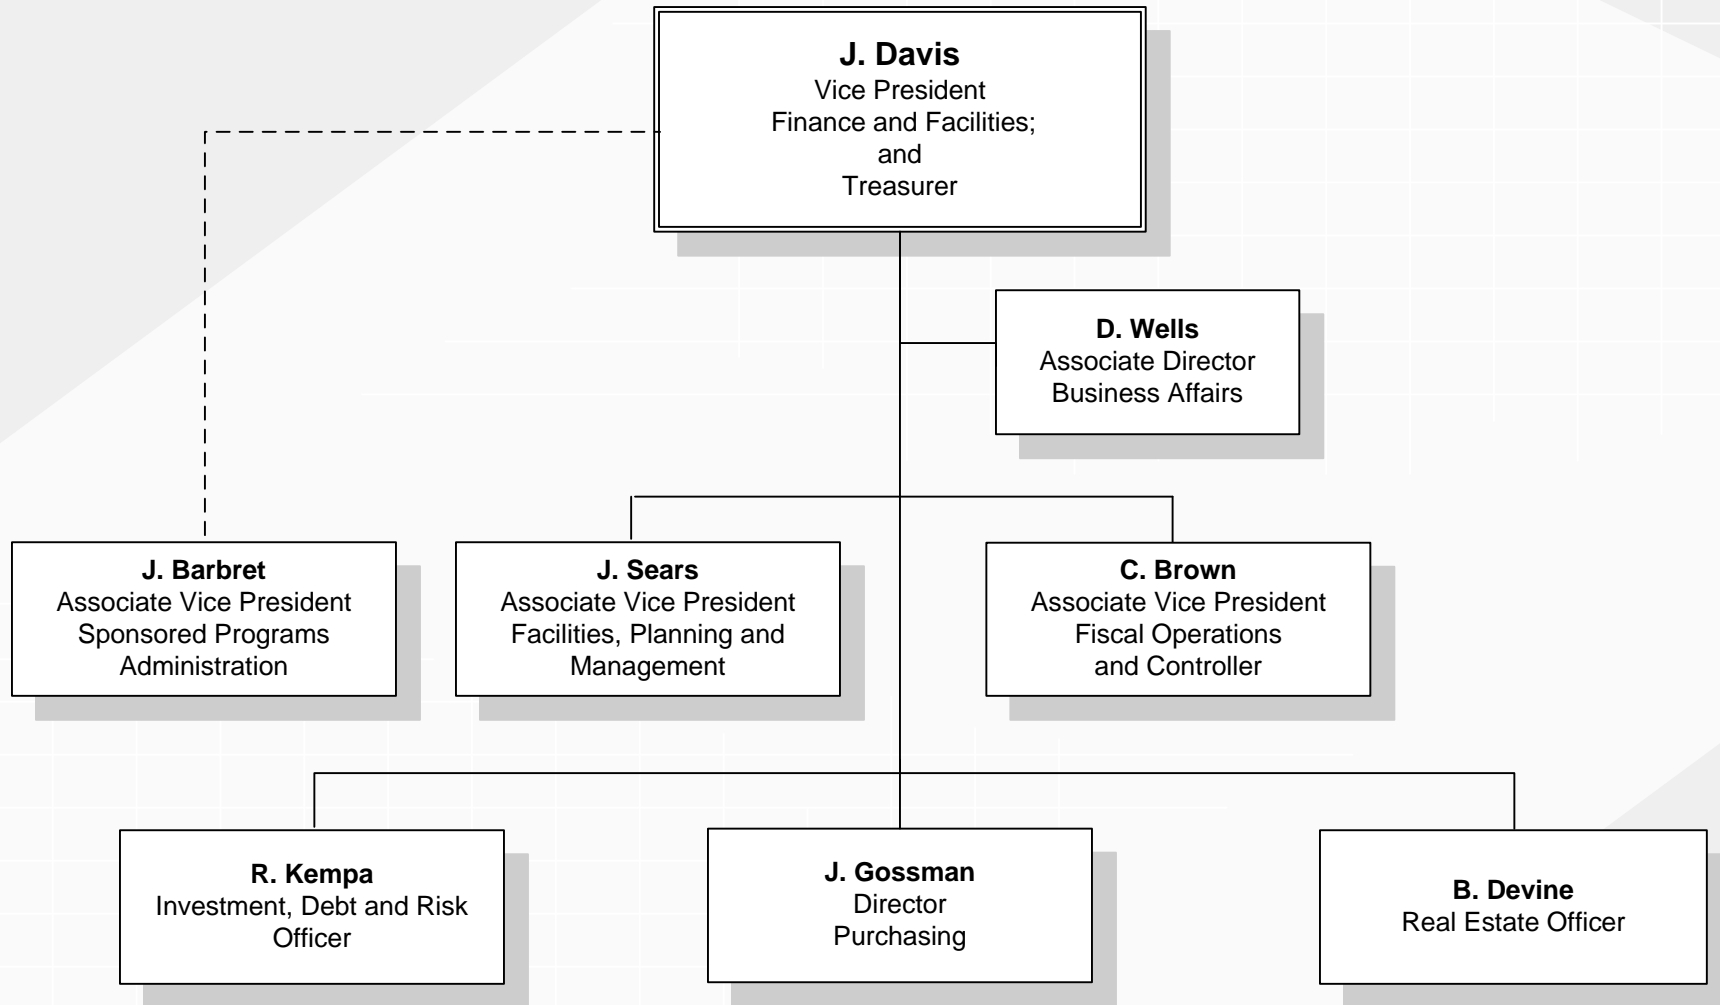 J. Davis
Vice President
Finance and Facilities;
and
Treasurer
D. Wells
Associate Director
Business Affairs
J. Barbret
Associate Vice President
Sponsored Programs
Administration
J. Sears
Associate Vice President
Facilities, Planning and
Management
C. Brown
Associate Vice President
Fiscal Operations
and Controller
R. Kempa
Investment, Debt and Risk
Officer
J. Gossman
Director
Purchasing
B. Devine
Real Estate Officer